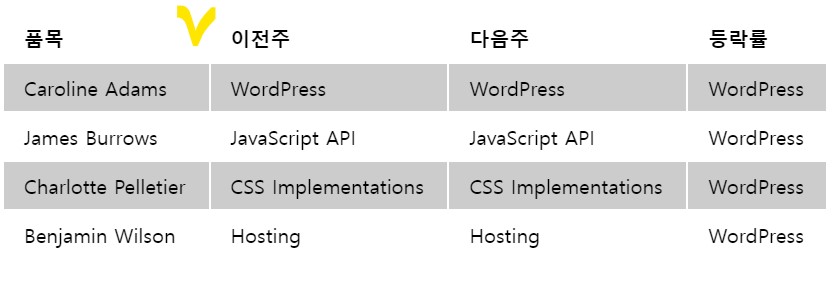 품목 이전주 다음주 등락률
Caroline Adams WordPress WordPress WordPress
James Burrows JavaScript API JavaScript API WordPress
Charlotte Pelletier CSS Implementations CSS Implementations WordPress
Benjamin Wilson Hosting Hosting WordPress